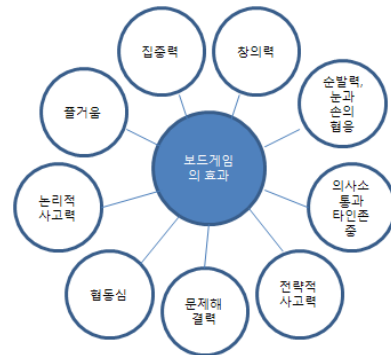 집중력
창의력
순발력,
눈과
손의
협응
의사소
통과
타인존
중
전략적
사고력
문제해
결력
협동심
논리적
사고력
즐거움
보드게임
의 효과